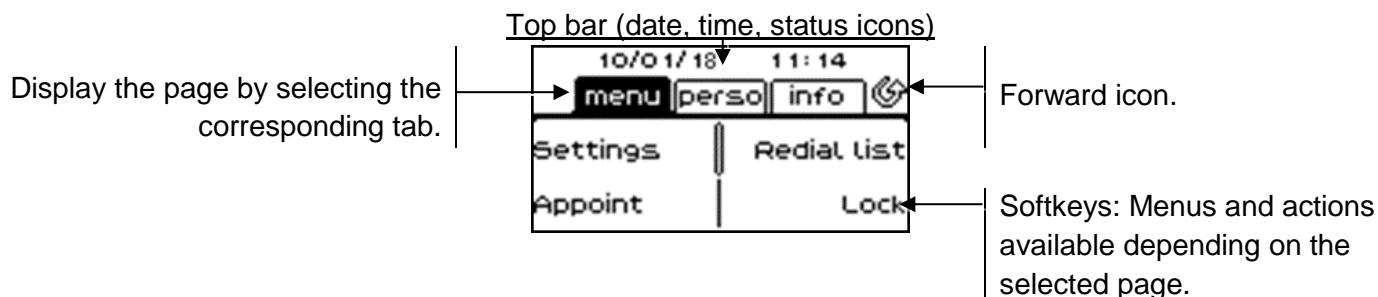 Top bar (date, time, status icons)
10/01/18 11:14
Display the page by selecting the
corresponding tab.
menu perso info
Forward icon.
Settings Redial list
Appoint Lock
Softkeys: Menus and actions
available depending on the
selected page.